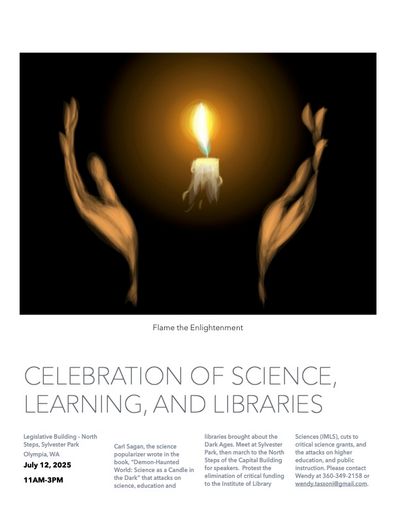 Flame the Enlightenment
CELEBRATION OF SCIENCE,
LEARNING, AND LIBRARIES
Legislative Building - North
Steps, Sylvester Park
Olympia, WA
July 12, 2025
11AM-3PM
Carl Sagan, the science
popularizer wrote in the
book, "Demon-Haunted
World: Science as a Candle in
the Dark" that attacks on
science, education and
libraries brought about the
Dark Ages. Meet at Sylvester
Park, then march to the North
Steps of the Capital Building
for speakers.  Protest the
elimination of critical funding
to the Institute of Library
Sciences (IMLS), cuts to
critical science grants, and
the attacks on higher
education, and public
instruction. Please contact
Wendy at 360-349-2158 or
wendy.tassoni@gmail.com.